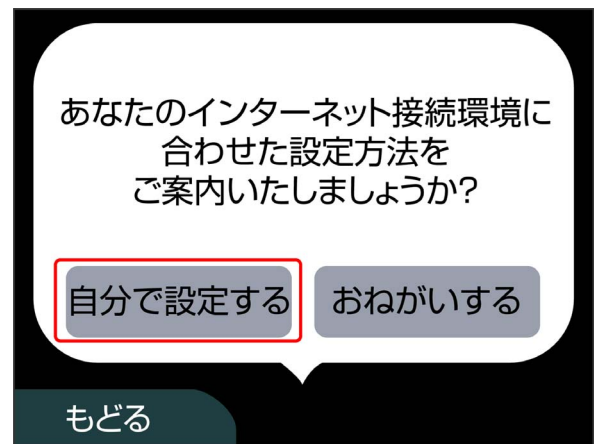 あなたのインターネット接続環境に
合わせた設定方法を
ご案内いたしましょうか?
自分で設定する
おねがいする
もどる